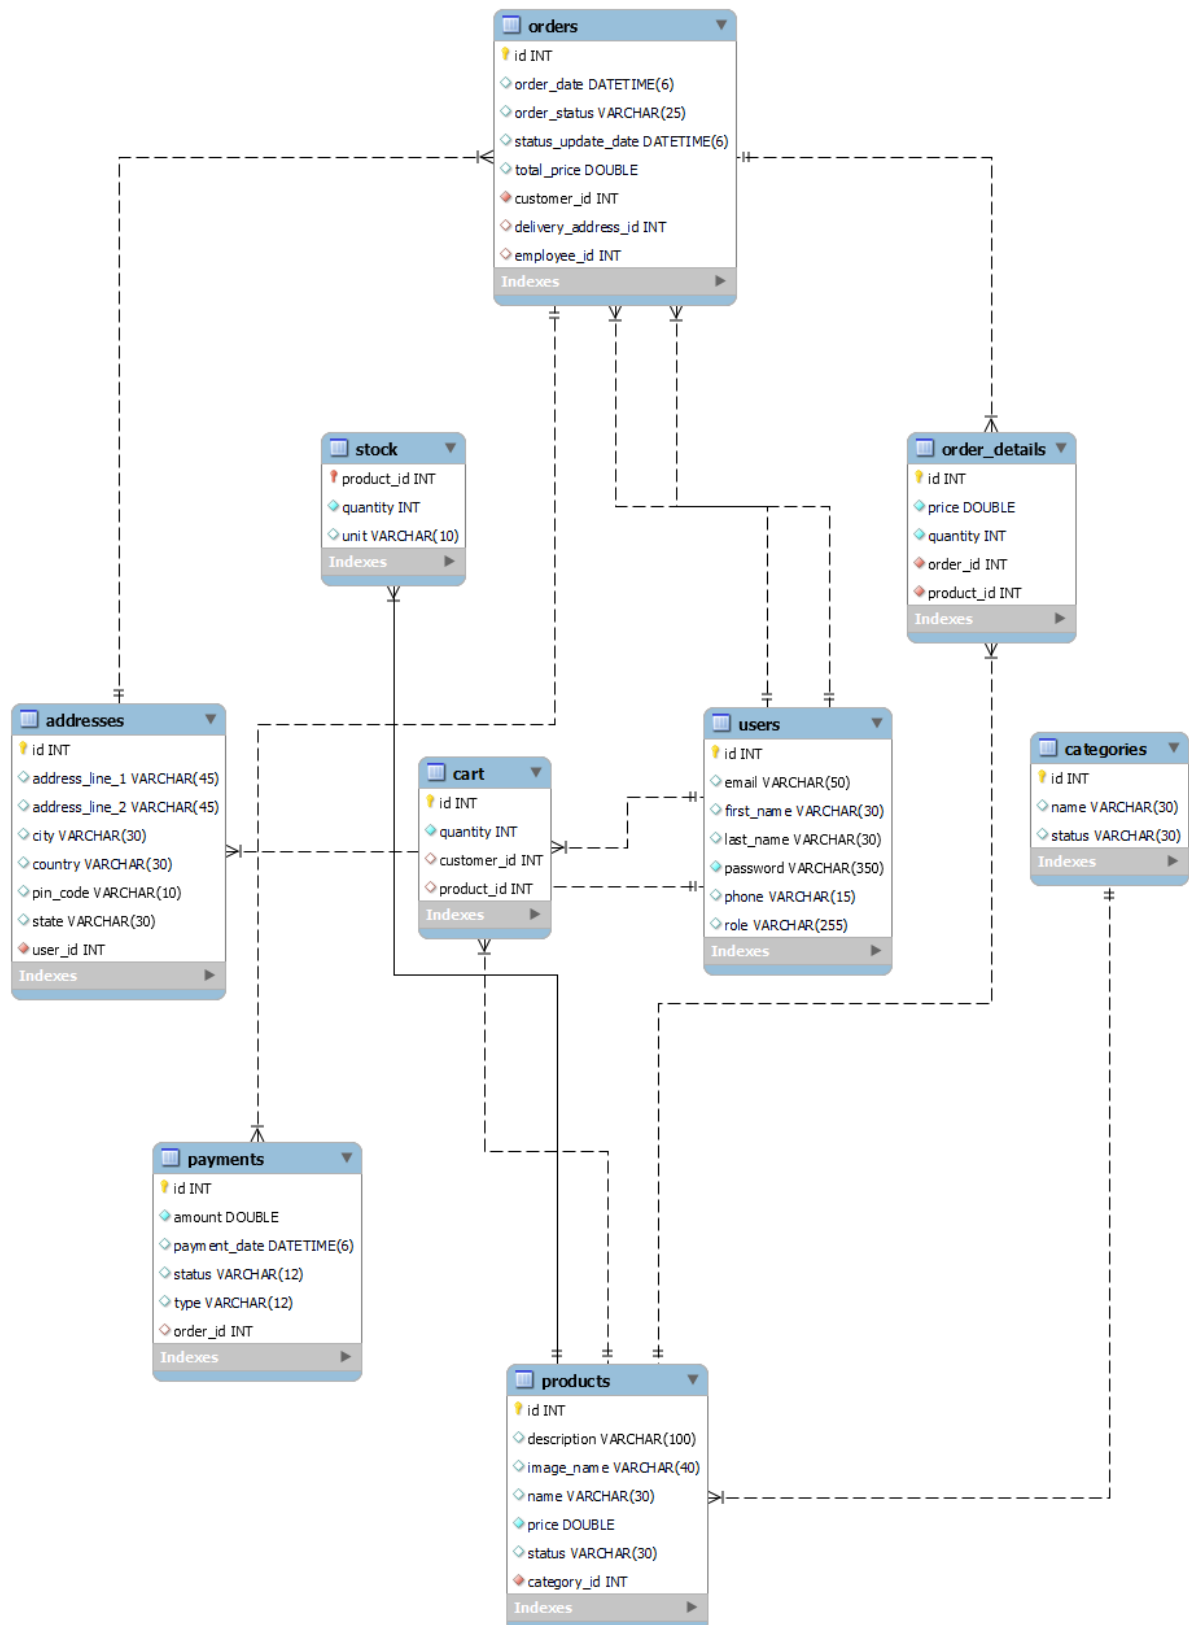 orders
id INT
order_date DATETIME(6)
order_status VARCHAR(25)
status_update_date DATETIME(6)
total_price DOUBLE
customer_id INT
delivery_address_id INT
employee_id INT
Indexes
stock
product_id INT
quantity INT
unit VARCHAR(10)
Indexes
order_details
id INT
price DOUBLE
quantity INT
order_id INT
product_id INT
Indexes
addresses
id INT
address_line_1 VARCHAR(45)
address_line_2 VARCHAR(45)
city VARCHAR(30)
country VARCHAR(30)
pin_code VARCHAR(10)
state VARCHAR(30)
user_id INT
Indexes
cart
id INT
quantity INT
customer_id INT
product_id INT
Indexes
users
id INT
email VARCHAR(50)
first_name VARCHAR(30)
last_name VARCHAR(30)
password VARCHAR(350)
phone VARCHAR(15)
role VARCHAR(255)
Indexes
categories
id INT
name VARCHAR(30)
status VARCHAR(30)
Indexes
payments
id INT
amount DOUBLE
payment_date DATETIME(6)
status VARCHAR(12)
type VARCHAR(12)
order_id INT
Indexes
products
id INT
description VARCHAR(100)
image_name VARCHAR(40)
name VARCHAR(30)
price DOUBLE
status VARCHAR(30)
category_id INT
Indexes